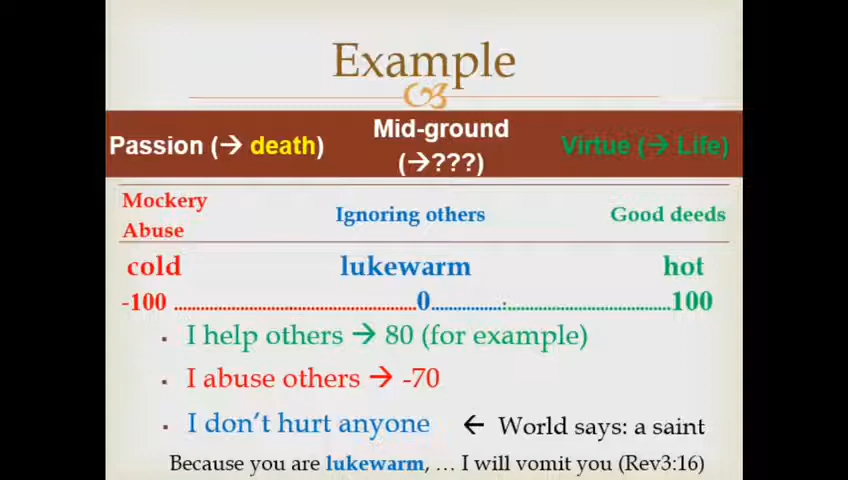 Example
Passion (→ death) Mid-ground (→???) Virtue (→ Life)
Mockery
Abuse Ignoring others Good deeds
cold lukewarm hot
-100 ........................................................0................:.......................................100
▪ I help others → 80 (for example)
▪ I abuse others → -70
▪ I don't hurt anyone ← World says: a saint
Because you are lukewarm, … I will vomit you (Rev3:16)